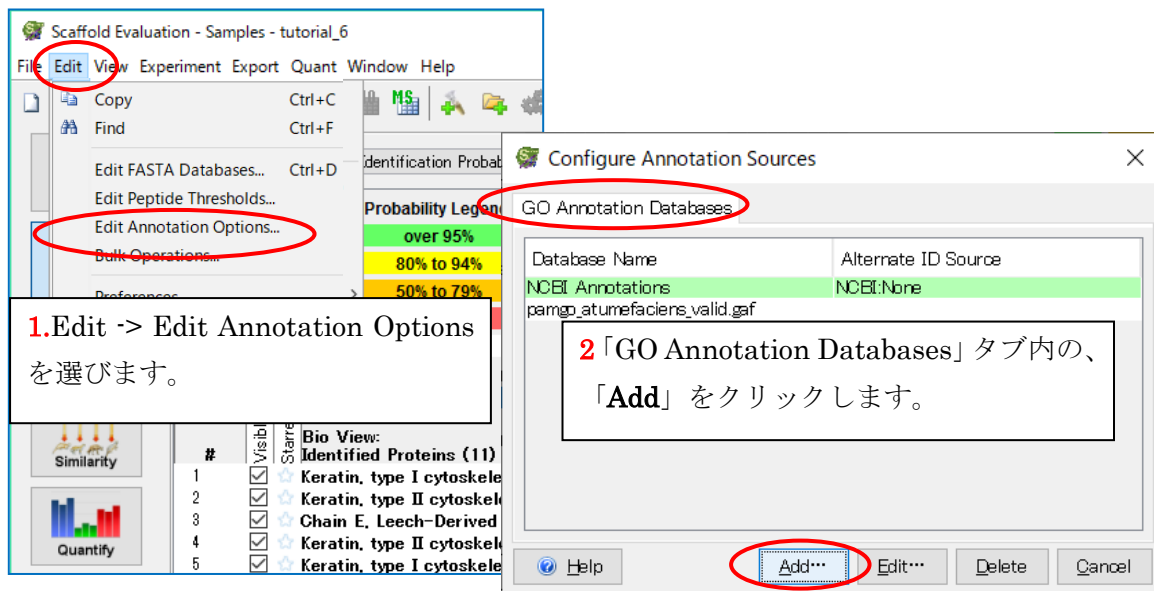 Scaffold Evaluation - Samples - tutorial_6
File Edit View Experiment Export Quant Window Help
Copy Ctrl+C
Find Ctrl+F
Edit FASTA Databases... Ctrl+D
Edit Peptide Thresholds...
Edit Annotation Options...
Bulk Operations...
Preferences
MS
Identification Probab
Probability Legend
over 95%
80% to 94%
50% to 79%
1.Edit -> Edit Annotation Options
を選びます。
Similarity
Quantify
# Visibl Starre Bio View:
Identified Proteins (11)
1 Keratin, type I cytoskele
2 Keratin, type II cytoskele
3 Chain E, Leech-Derived
4 Keratin, type II cytoskele
5 Keratin, type I cytoskele
Configure Annotation Sources
GO Annotation Databases
Database Name Alternate ID Source
NCBI Annotations NCBI:None
pamgo_atumefaciens_valid.gaf
2「GO Annotation Databases」タブ内の、
「Add」をクリックします。
Help Add… Edit… Delete Cancel